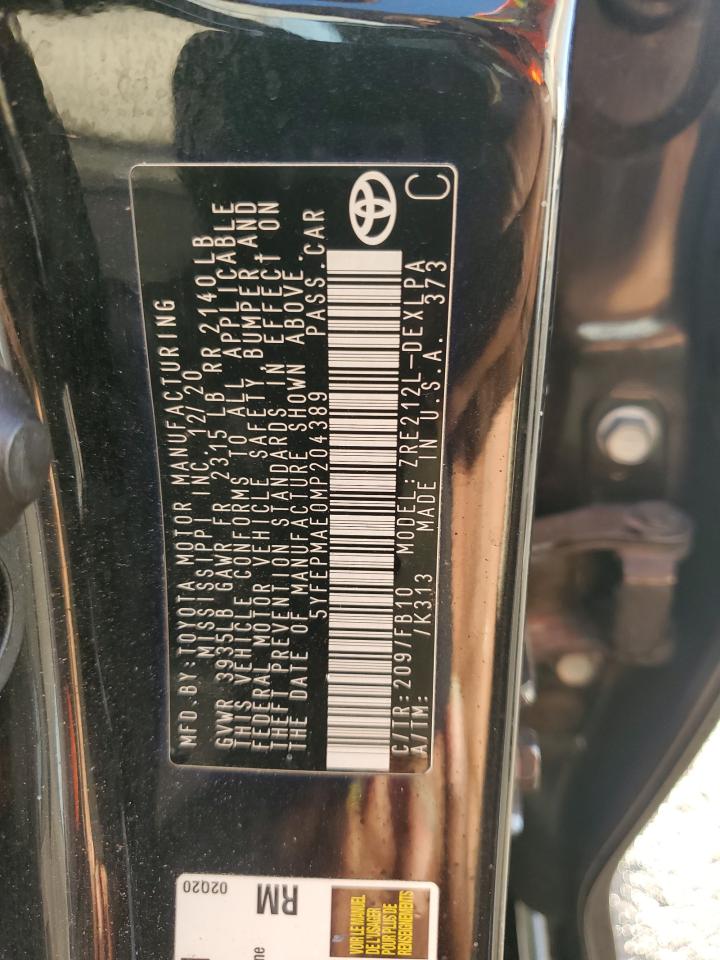 MFD.BY:TOYOTA MOTOR MANUFACTURING
MISSISSIPPI INC. 12/20
GVWR 3935LB GAWR FR 2315LB RR 2140LB
THIS VEHICLE CONFORMS TO ALL APPLICABLE
FEDERAL MOTOR VEHICLE SAFETY, BUMPER AND
THEFT PREVENTION STANDARDS IN EFFECT ON
THE DATE OF MANUFACTURE SHOWN ABOVE.
5YFEPMAE0MP204389 PASS.CAR
C/TR:209/FB10 MODEL:ZRE212L-DEXLPA
A/TM: /K313 MADE IN U.S.A. 373
C
02Q20
RM
VOIR LE MANUEL
DE L'USAGER
POUR PLUS DE
RENSEIGNEMENTS